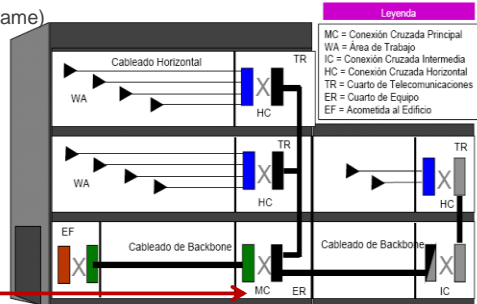 ame)
Leyenda
MC = Conexión Cruzada Principal
WA = Área de Trabajo
IC = Conexión Cruzada Intermedia
HC = Conexión Cruzada Horizontal
TR = Cuarto de Telecomunicaciones
ER = Cuarto de Equipo
EF = Acometida al Edificio
Cableado Horizontal
TR
WA
HC
TR
WA
HC
TR
HC
EF
Cableado de Backbone
MC
ER
Cableado de Backbone
IC